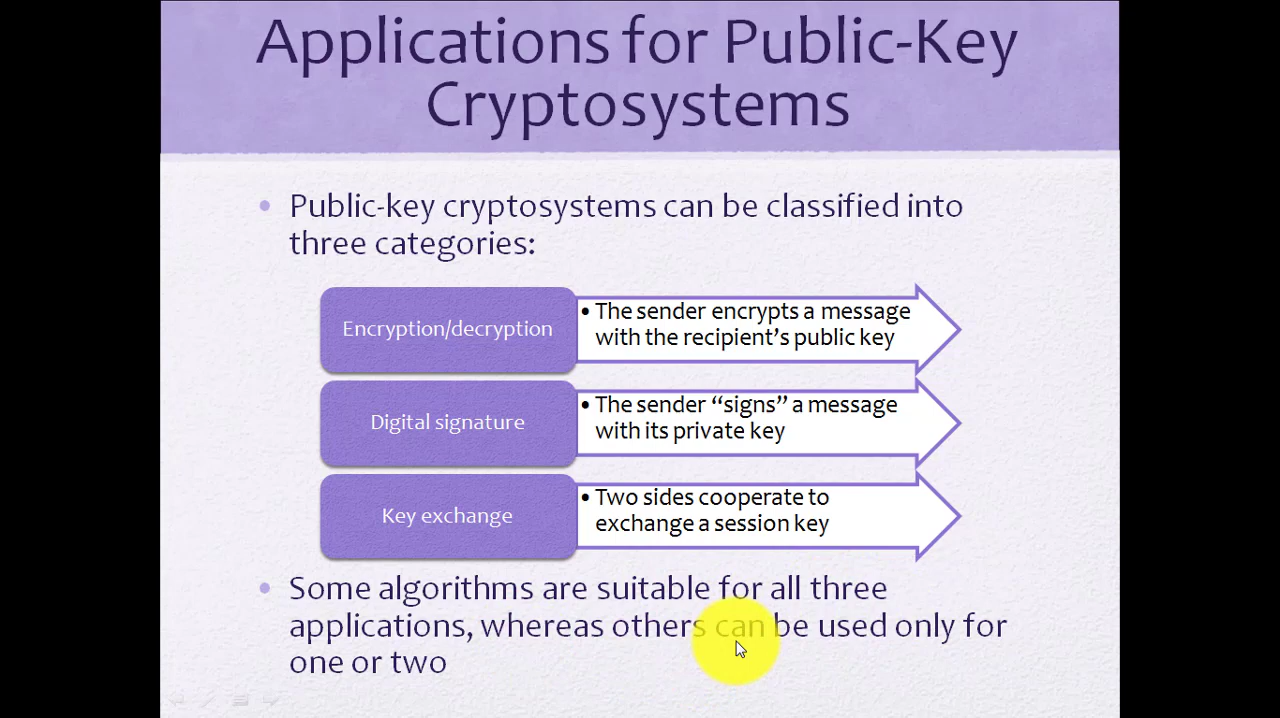 Applications for Public-Key
Cryptosystems
• Public-key cryptosystems can be classified into
three categories:
Encryption/decryption
• The sender encrypts a message
with the recipient's public key
Digital signature
• The sender “signs” a message
with its private key
Key exchange
• Two sides cooperate to
exchange a session key
• Some algorithms are suitable for all three
applications, whereas others can be used only for
one or two